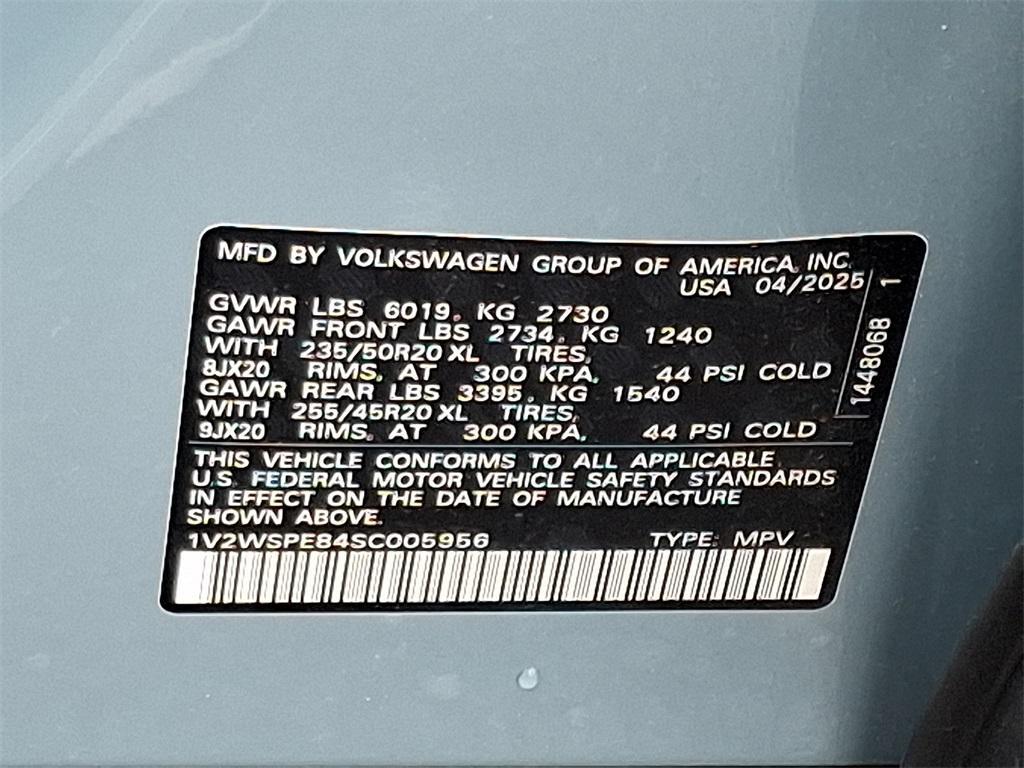 MFD BY VOLKSWAGEN GROUP OF AMERICA, INC.
USA 04/2025
GVWR LBS 6019. KG 2730
GAWR FRONT LBS 2734. KG 1240
WITH 235/50R20 XL TIRES,
8JX20 RIMS. AT 300 KPA. 44 PSI COLD
GAWR REAR LBS 3395. KG 1540
WITH 255/45R20 XL TIRES,
9JX20 RIMS. AT 300 KPA. 44 PSI COLD
THIS VEHICLE CONFORMS TO ALL APPLICABLE
U.S. FEDERAL MOTOR VEHICLE SAFETY STANDARDS
IN EFFECT ON THE DATE OF MANUFACTURE
SHOWN ABOVE.
1V2WSPE84SC005956 TYPE: MPV
1448068 1